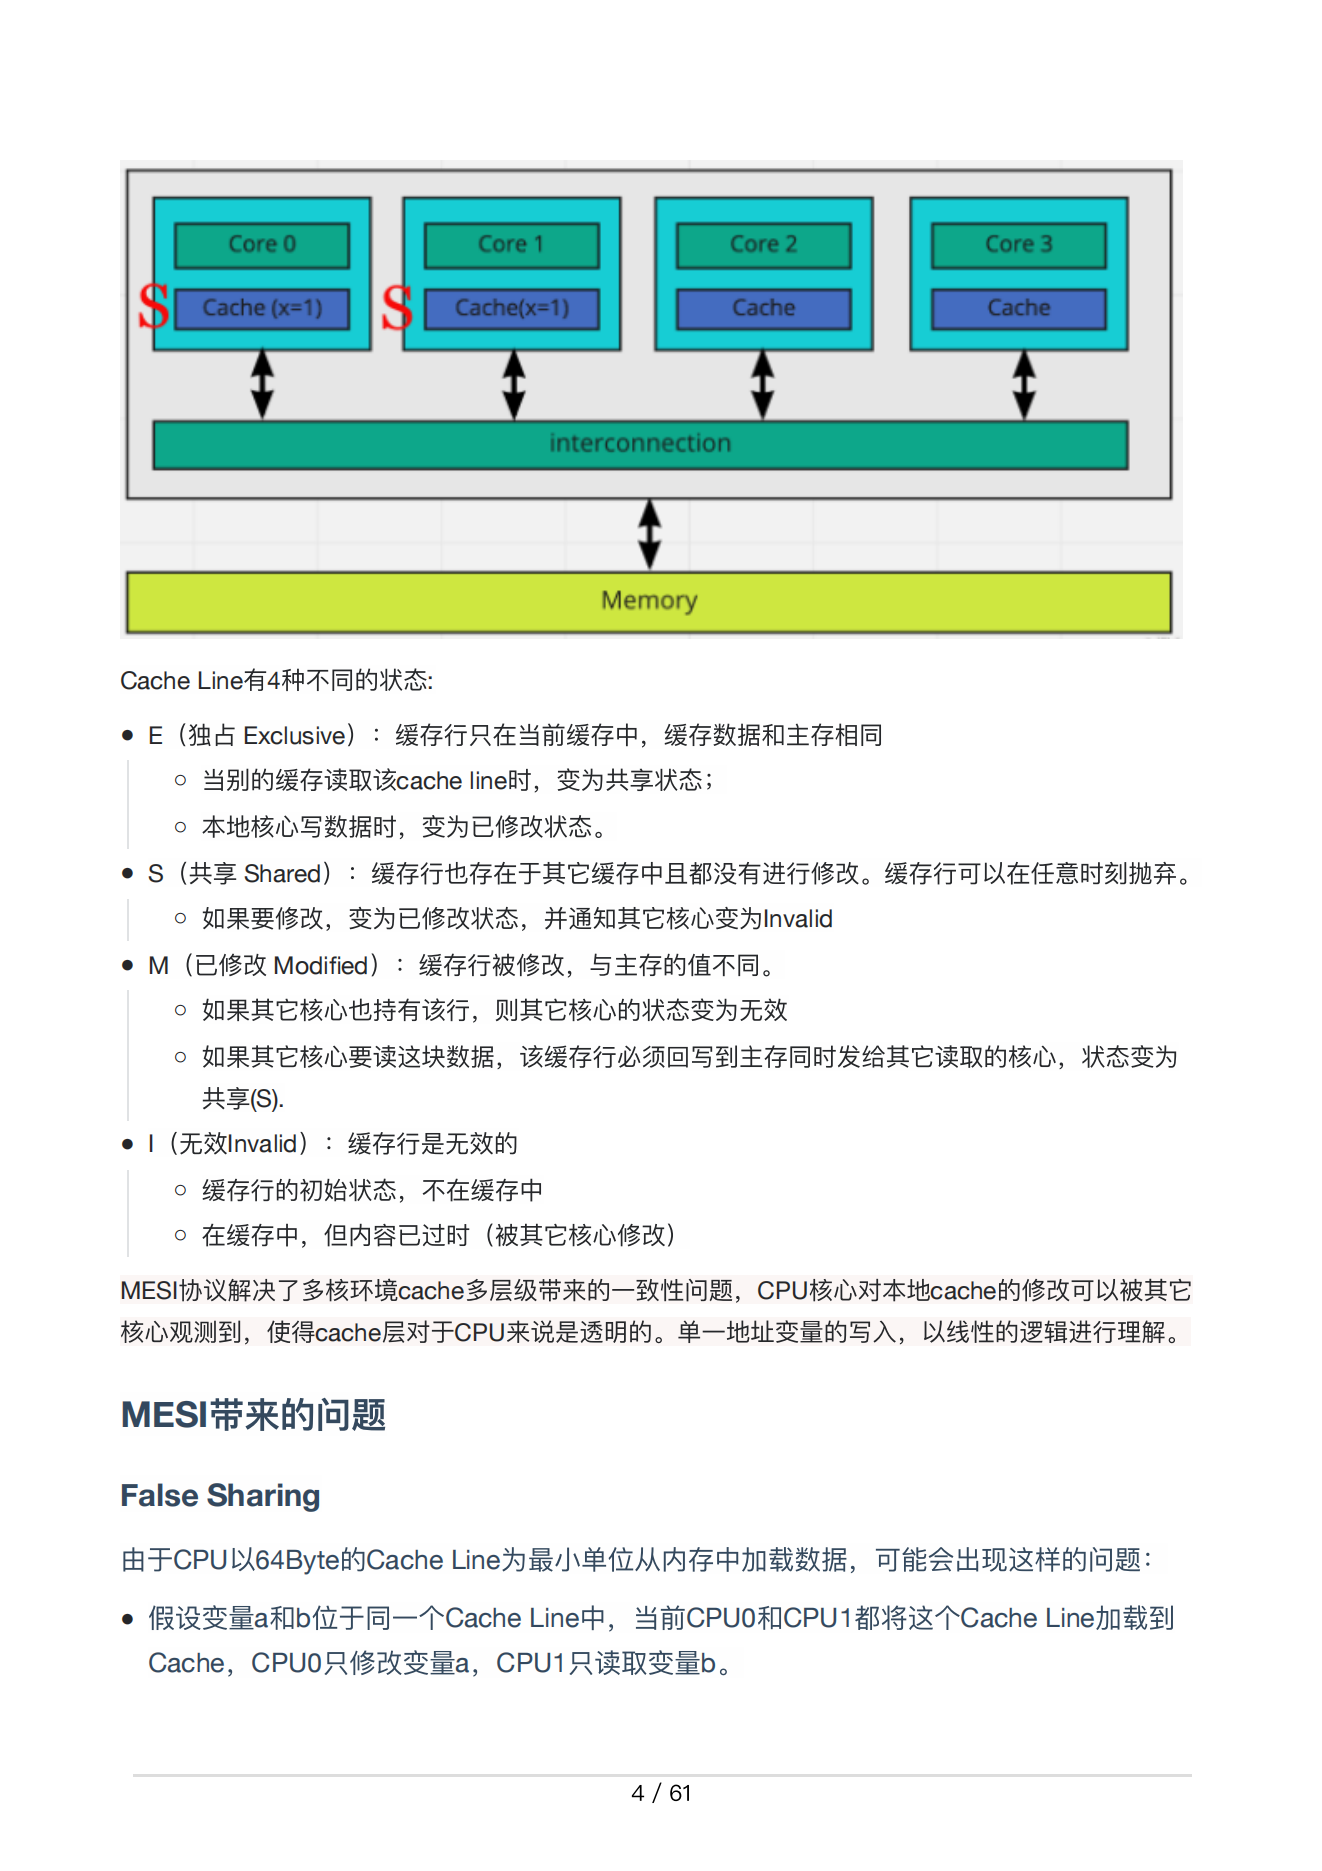 Core 0 Core 1 Core 2 Core 3
S Cache (x=1) S Cache(x=1) Cache Cache
interconnection
Memory
Cache Line有4种不同的状态:
● E（独占 Exclusive）：缓存行只在当前缓存中，缓存数据和主存相同
○ 当别的缓存读取该cache line时，变为共享状态；
○ 本地核心写数据时，变为已修改状态。
● S（共享 Shared）：缓存行也存在于其它缓存中且都没有进行修改。缓存行可以在任意时刻抛弃。
○ 如果要修改，变为已修改状态，并通知其它核心变为Invalid
● M（已修改 Modified）：缓存行被修改，与主存的值不同。
○ 如果其它核心也持有该行，则其它核心的状态变为无效
○ 如果其它核心要读这块数据，该缓存行必须回写到主存同时发给其它读取的核心，状态变为
共享(S).
● I（无效Invalid）：缓存行是无效的
○ 缓存行的初始状态，不在缓存中
○ 在缓存中，但内容已过时（被其它核心修改）
MESI协议解决了多核环境cache多层级带来的一致性问题，CPU核心对本地cache的修改可以被其它
核心观测到，使得cache层对于CPU来说是透明的。单一地址变量的写入，以线性的逻辑进行理解。
MESI带来的问题
False Sharing
由于CPU以64Byte的Cache Line为最小单位从内存中加载数据，可能会出现这样的问题：
● 假设变量a和b位于同一个Cache Line中，当前CPU0和CPU1都将这个Cache Line加载到
Cache，CPU0只修改变量a，CPU1只读取变量b。
4 / 61